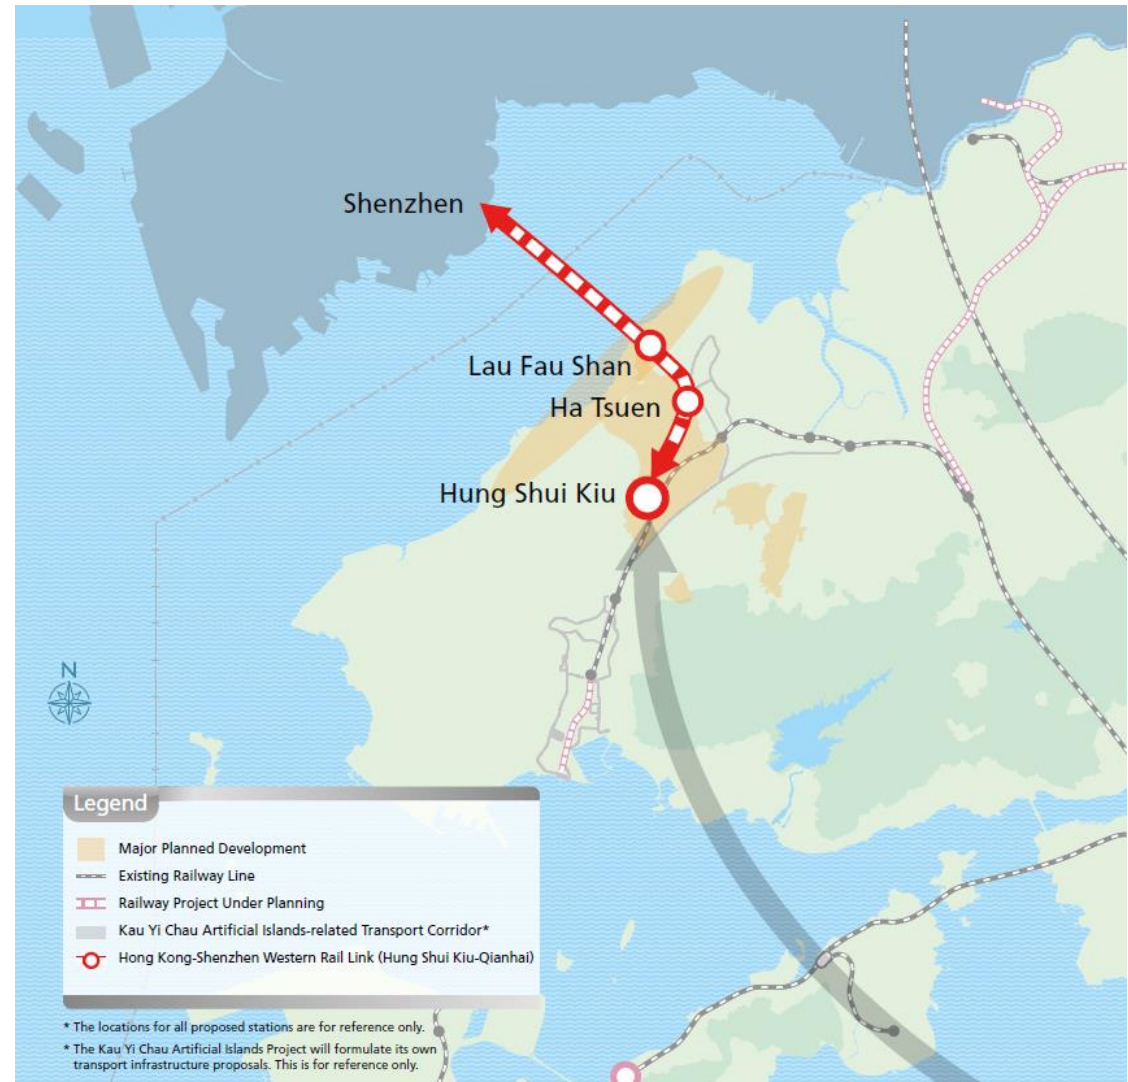 Shenzhen
Lau Fau Shan
Ha Tsuen
Hung Shui Kiu
N
Legend
Major Planned Development
Existing Railway Line
Railway Project Under Planning
Kau Yi Chau Artificial Islands-related Transport Corridor*
Hong Kong-Shenzhen Western Rail Link (Hung Shui Kiu-Qianhai)
* The locations for all proposed stations are for reference only.
* The Kau Yi Chau Artificial Islands Project will formulate its own
transport infrastructure proposals. This is for reference only.